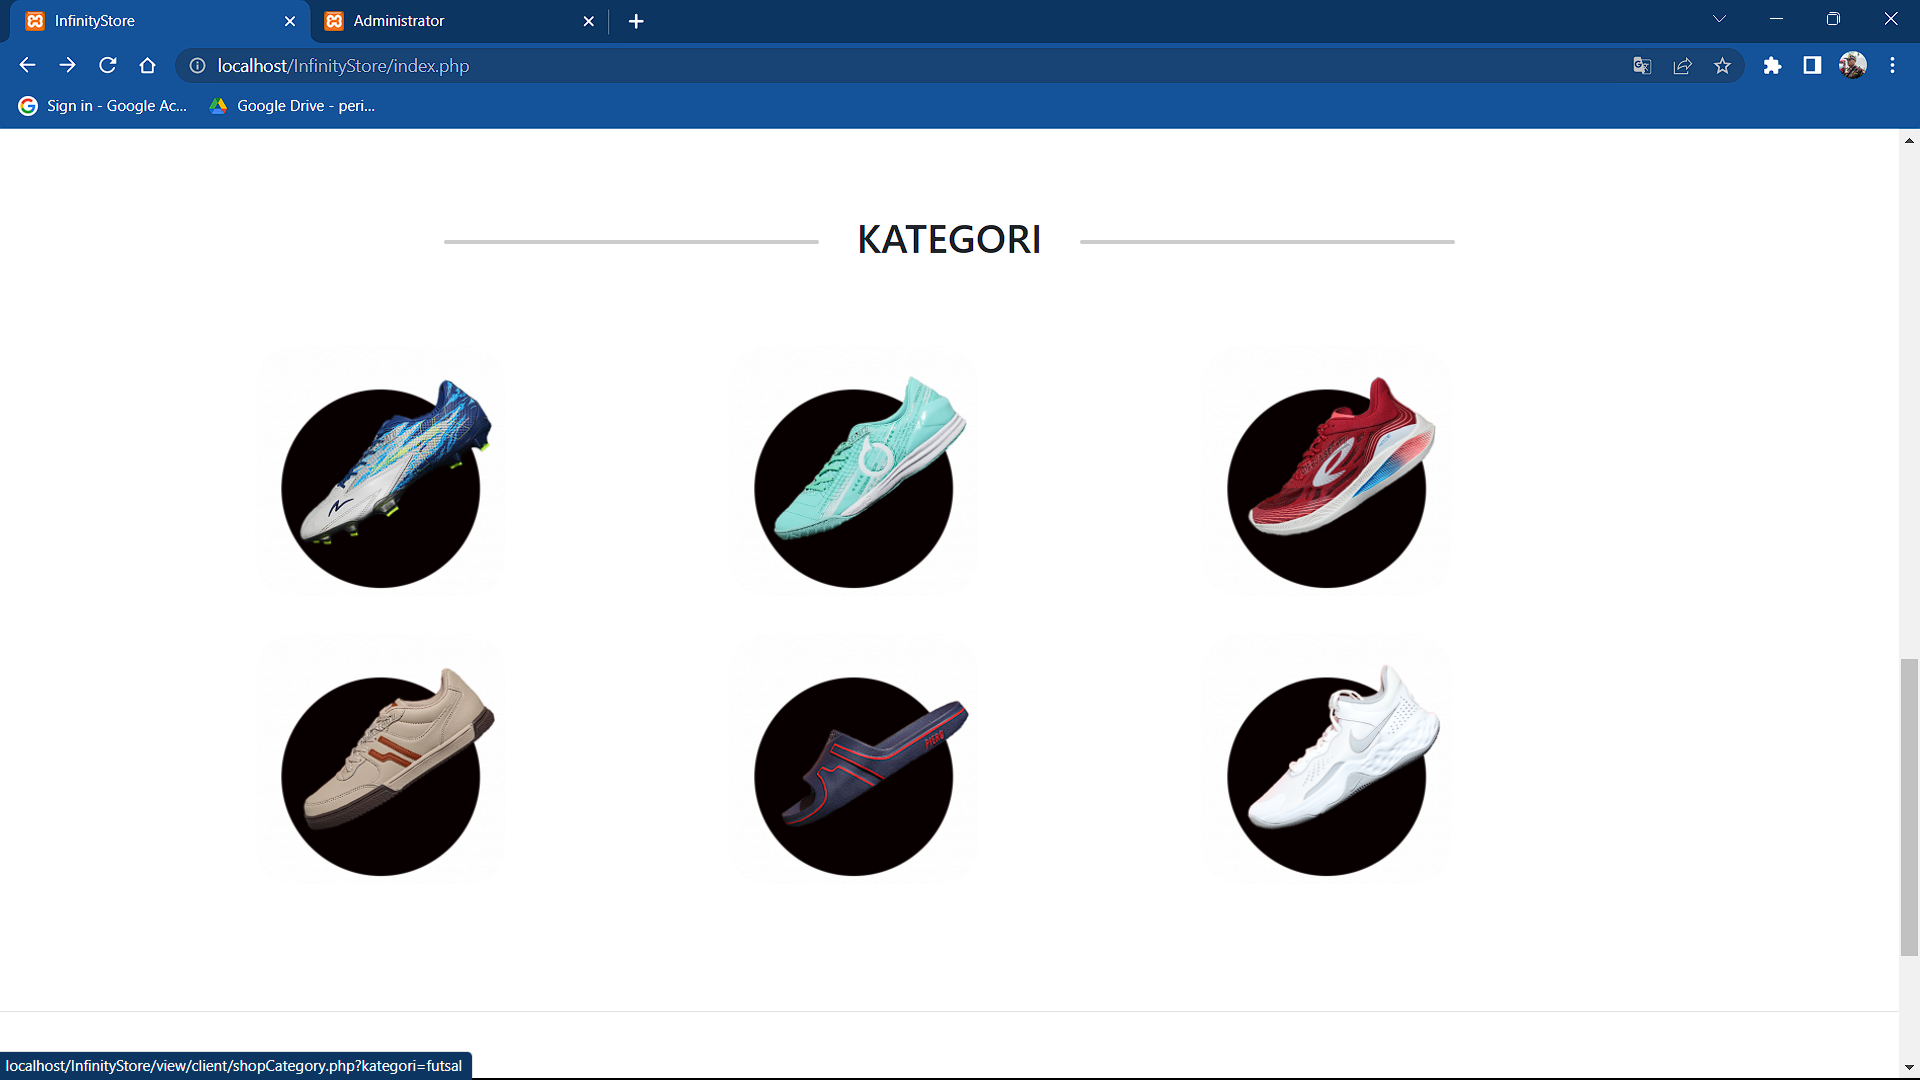 InfinityStore
Administrator
localhost/InfinityStore/index.php
Sign in - Google Ac...
Google Drive - peri...
KATEGORI
PIERO
localhost/InfinityStore/view/client/shopCategory.php?kategori=futsal